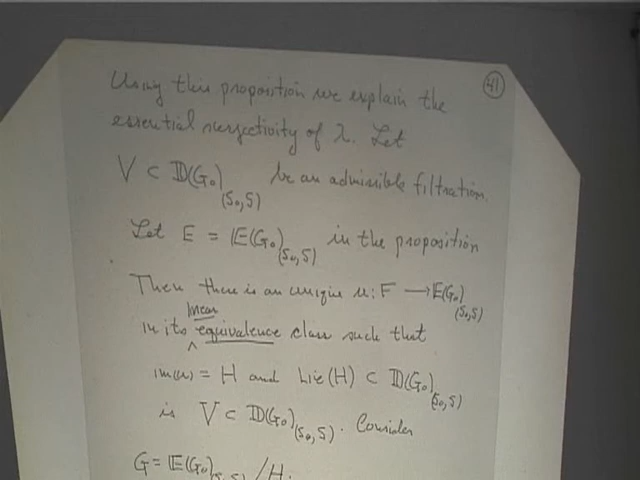 41
Using this proposition we explain the
essential surjectivity of λ. Let
V ⊂ 𝔻(G₀)_(S₀,S) be an admissible filtration.
Let E = 𝔼(G₀)_(S₀,S) in the proposition
Then there is an unique u: F → 𝔼(G₀)_(S₀,S)
linear
in its equivalence class such that
im(u) = H and Lie(H) ⊂ 𝔻(G₀)_(S₀,S)
is V ⊂ 𝔻(G₀)_(S₀,S). Consider
G = 𝔼(G₀)_(S₀,S) / H.